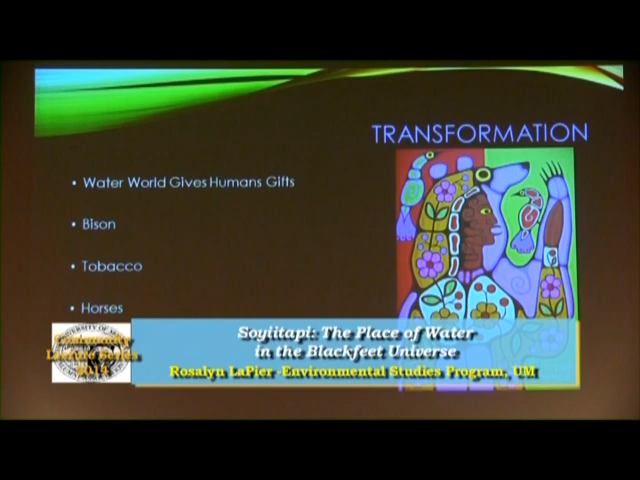 TRANSFORMATION
• Water World Gives Humans Gifts
• Bison
• Tobacco
• Horses
Community
Lecture Series
2014
Soyiitapi: The Place of Water
in the Blackfeet Universe
Rosalyn LaPier -Environmental Studies Program, UM